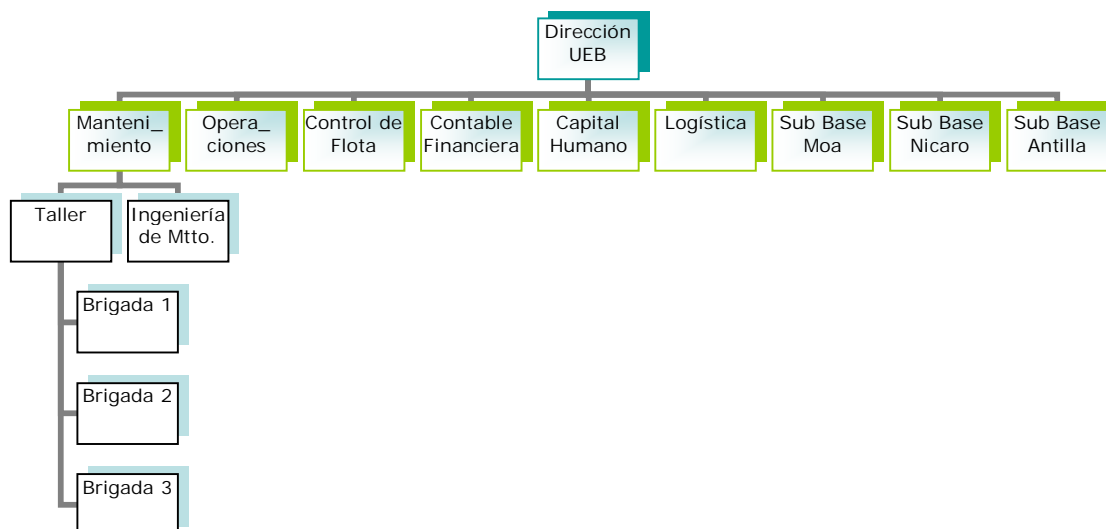 Dirección
UEB
Manteni_
miento
Opera_
ciones
Control de
Flota
Contable
Financiera
Capital
Humano
Logística
Sub Base
Moa
Sub Base
Nicaro
Sub Base
Antilla
Taller
Ingeniería
de Mtto.
Brigada 1
Brigada 2
Brigada 3